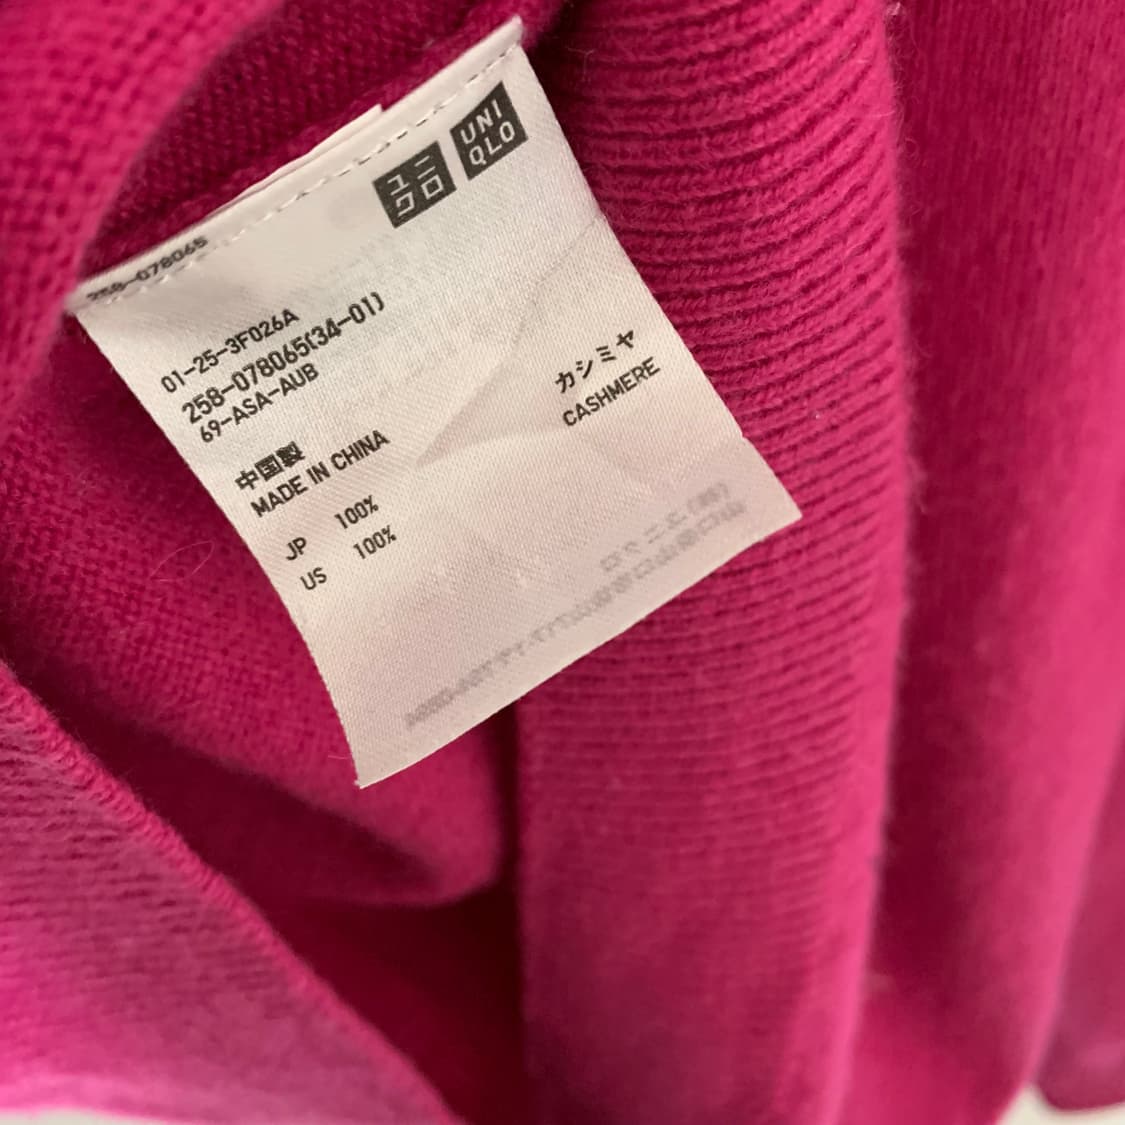 ユニクロ
UNIQLO
258-078065
01-25-3F026A
258-078065(34-01)
69-ASA-AUB
中国製
MADE IN CHINA
カシミヤ
CASHMERE
JP 100%
US 100%